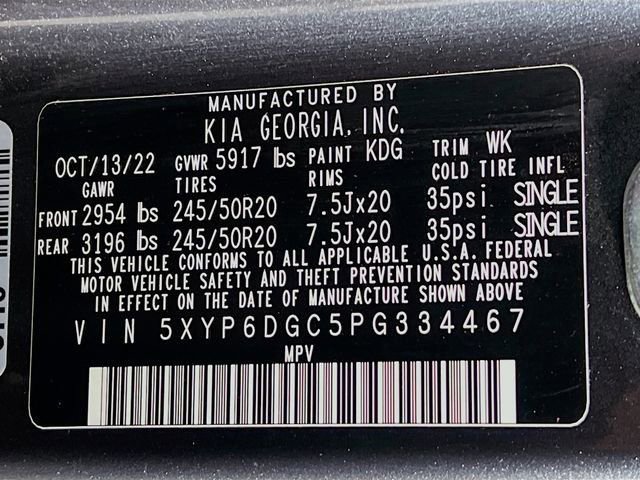 MANUFACTURED BY
KIA GEORGIA, INC.
OCT/13/22 GVWR 5917 lbs PAINT KDG TRIM WK
GAWR TIRES RIMS COLD TIRE INFL
FRONT 2954 lbs 245/50R20 7.5Jx20 35psi SINGLE
REAR 3196 lbs 245/50R20 7.5Jx20 35psi SINGLE
THIS VEHICLE CONFORMS TO ALL APPLICABLE U.S.A. FEDERAL
MOTOR VEHICLE SAFETY AND THEFT PREVENTION STANDARDS
IN EFFECT ON THE DATE OF MANUFACTURE SHOWN ABOVE
VIN 5XYP6DGC5PG334467
MPV